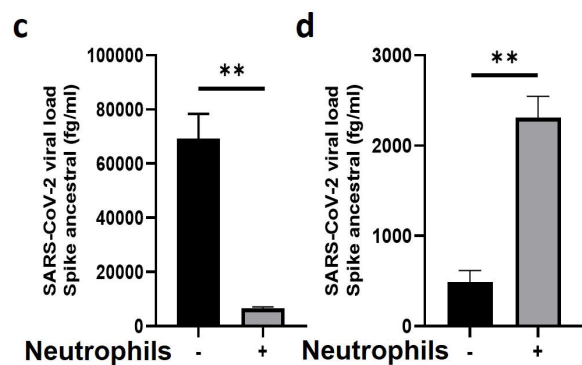 c
SARS-CoV-2 viral load
Spike ancestral (fg/ml)
100000
80000
60000
40000
20000
0
**
Neutrophils - +
d
SARS-CoV-2 viral load
Spike ancestral (fg/ml)
3000
2000
1000
0
**
Neutrophils - +